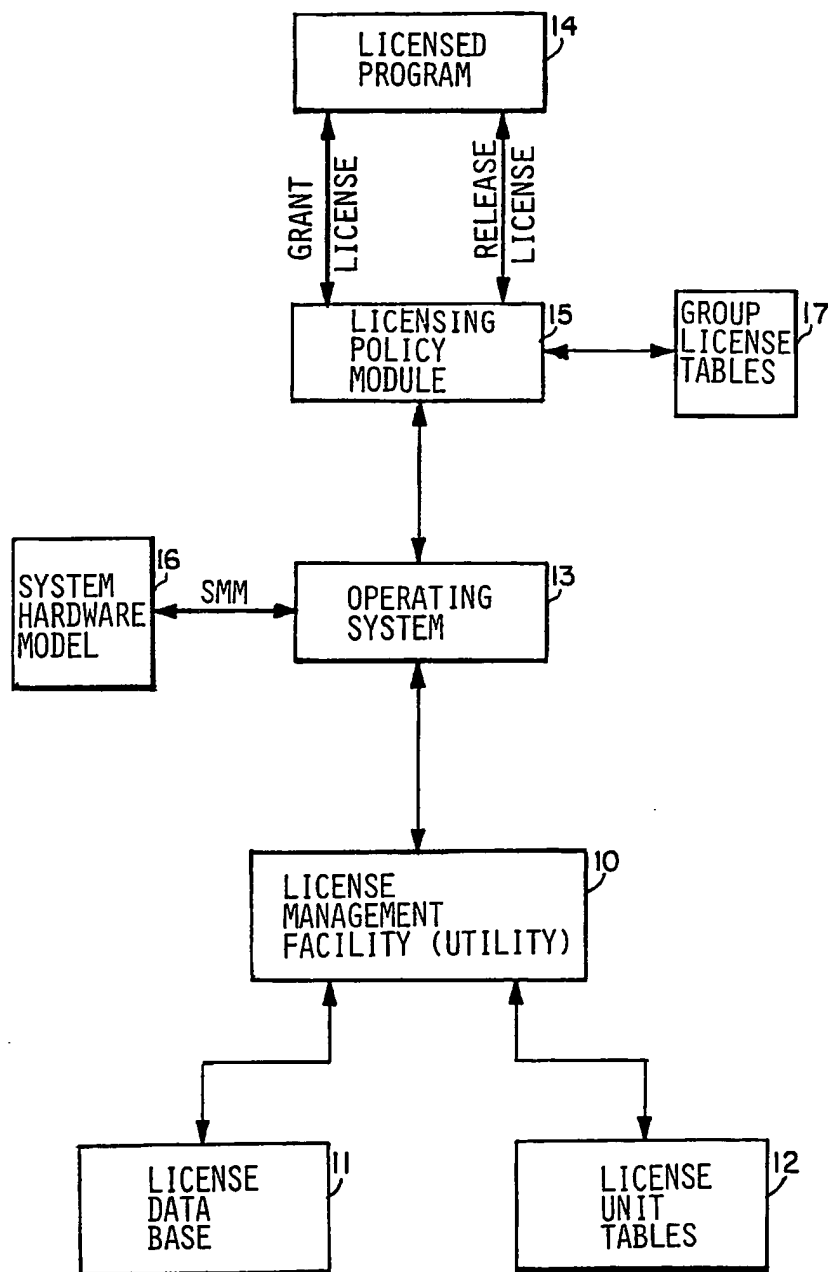 14
LICENSED
PROGRAM
GRANT
LICENSE
RELEASE
LICENSE
15
LICENSING
POLICY
MODULE
17
GROUP
LICENSE
TABLES
16
SYSTEM
HARDWARE
MODEL
SMM
13
OPERATING
SYSTEM
10
LICENSE
MANAGEMENT
FACILITY (UTILITY)
11
LICENSE
DATA
BASE
12
LICENSE
UNIT
TABLES